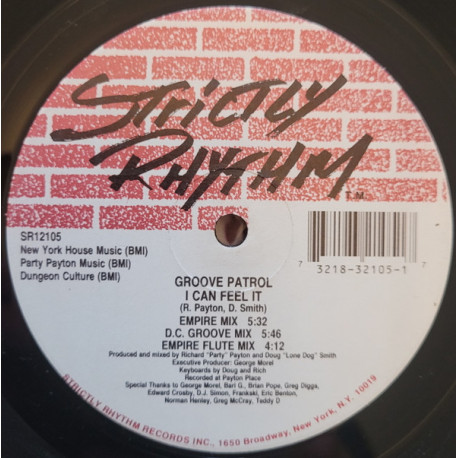 STRICTLY
RHYTHM
T.M.
SR12105
New York House Music (BMI)
Party Payton Music (BMI)
Dungeon Culture (BMI)
7 3218-32105-1 7
GROOVE PATROL
I CAN FEEL IT
(R. Payton, D. Smith)
EMPIRE MIX 5:32
D.C. GROOVE MIX 5:46
EMPIRE FLUTE MIX 4:12
Produced and mixed by Richard "Party" Payton and Doug "Lone Dog" Smith
Executive Producer: George Morel
Keyboards by Doug and Rich
Recorded at Payton Place
Special Thanks to George Morel, Barl G., Brian Pope, Greg Diggs,
Edward Crosby, D.J. Simon, Frankski, Eric Benton,
Norman Henley, Greg McCray, Teddy D
STRICTLY RHYTHM RECORDS INC., 1650 Broadway, New York, N.Y. 10019